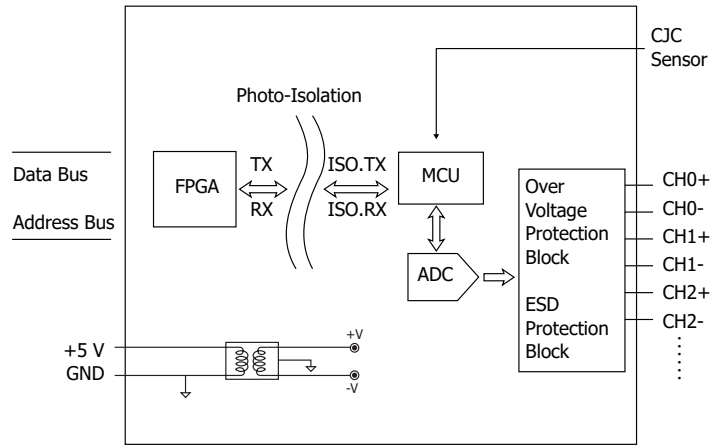 CJC
Sensor
Photo-Isolation
Data Bus
Address Bus
FPGA
TX
RX
ISO.TX
ISO.RX
MCU
ADC
Over
Voltage
Protection
Block
ESD
Protection
Block
CH0+
CH0-
CH1+
CH1-
CH2+
CH2-
+5 V
GND
+V
-V